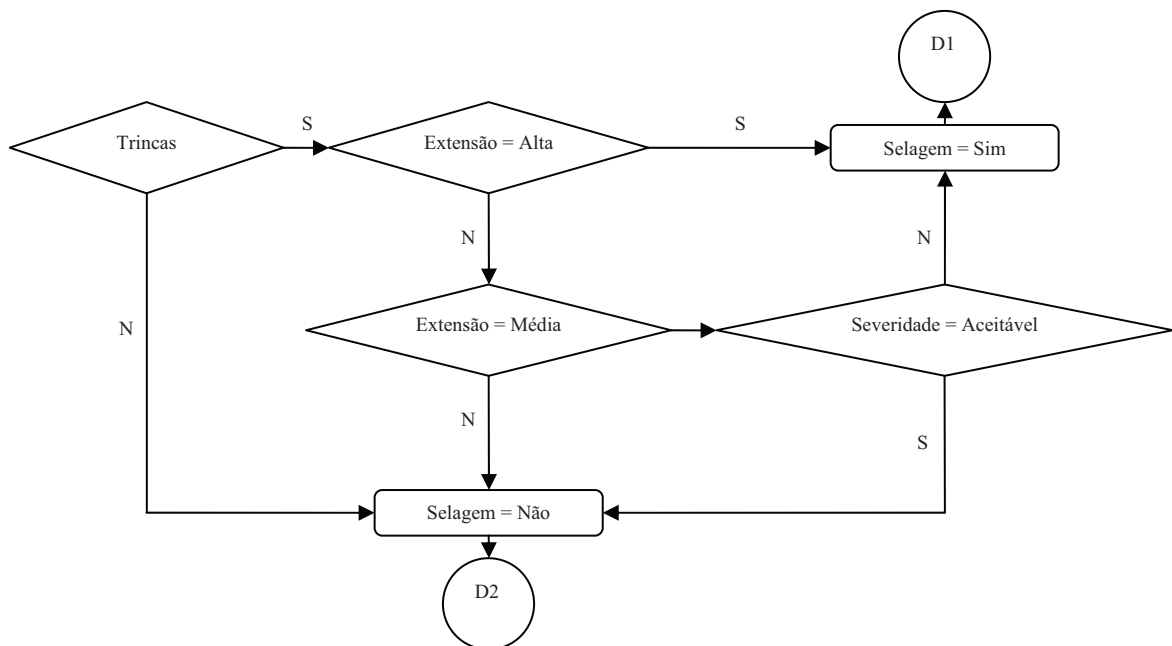 D1
Trincas
S
Extensão = Alta
S
Selagem = Sim
N
N
N
Extensão = Média
Severidade = Aceitável
N
S
Selagem = Não
D2